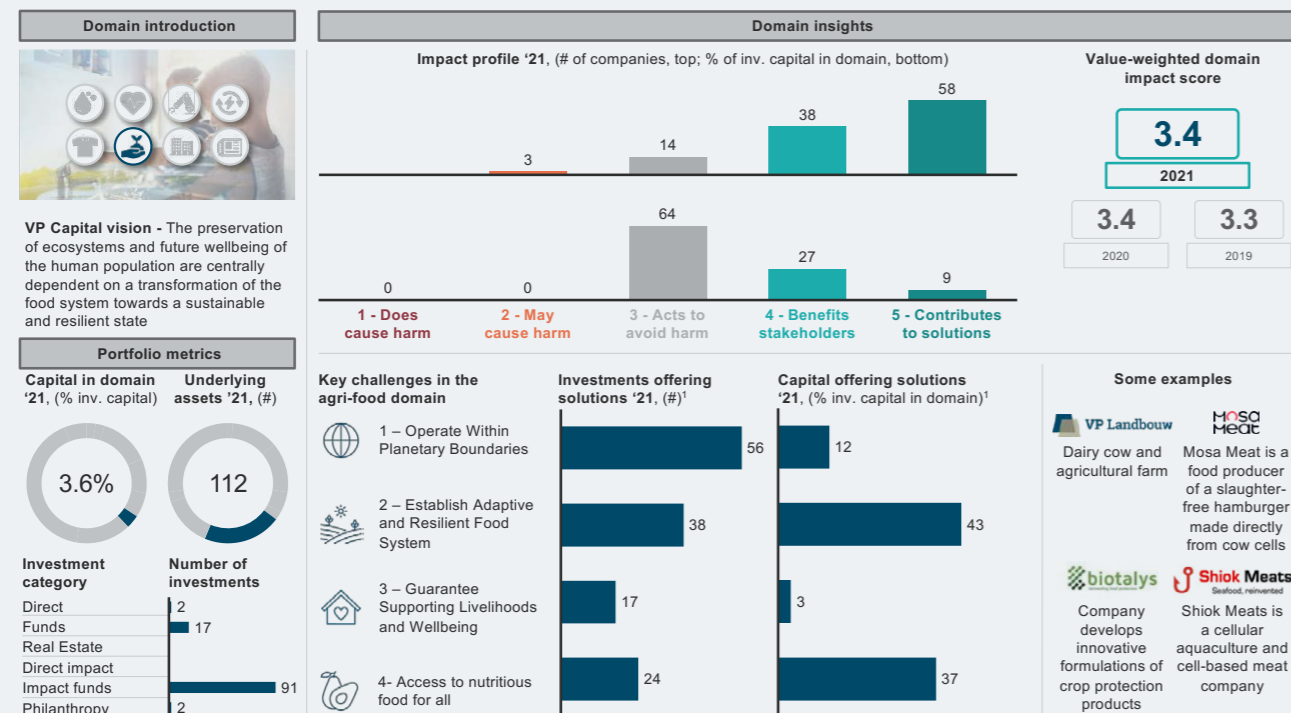 Domain introduction
VP Capital vision - The preservation
of ecosystems and future wellbeing of
the human population are centrally
dependent on a transformation of the
food system towards a sustainable
and resilient state
Portfolio metrics
Capital in domain
'21, (% inv. capital)
Underlying
assets '21, (#)
3.6%
112
Investment
category
Number of
investments
Direct 2
Funds 17
Real Estate
Direct impact
Impact funds 91
Philanthropy 2
Domain insights
Impact profile '21, (# of companies, top; % of inv. capital in domain, bottom)
3
14
38
58
0
0
64
27
9
1 - Does
cause harm
2 - May
cause harm
3 - Acts to
avoid harm
4 - Benefits
stakeholders
5 - Contributes
to solutions
Value-weighted domain
impact score
3.4
2021
3.4
2020
3.3
2019
Key challenges in the
agri-food domain
Investments offering
solutions '21, (#)¹
Capital offering solutions
'21, (% inv. capital in domain)¹
1 – Operate Within
Planetary Boundaries
56
12
2 – Establish Adaptive
and Resilient Food
System
38
43
3 – Guarantee
Supporting Livelihoods
and Wellbeing
17
3
4- Access to nutritious
food for all
24
37
Some examples
VP Landbouw
Dairy cow and
agricultural farm
Mosa
Meat
Mosa Meat is a
food producer
of a slaughter-
free hamburger
made directly
from cow cells
biotalys
Company
develops
innovative
formulations of
crop protection
products
Shiok Meats
Seafood, reinvented
Shiok Meats is
a cellular
aquaculture and
cell-based meat
company